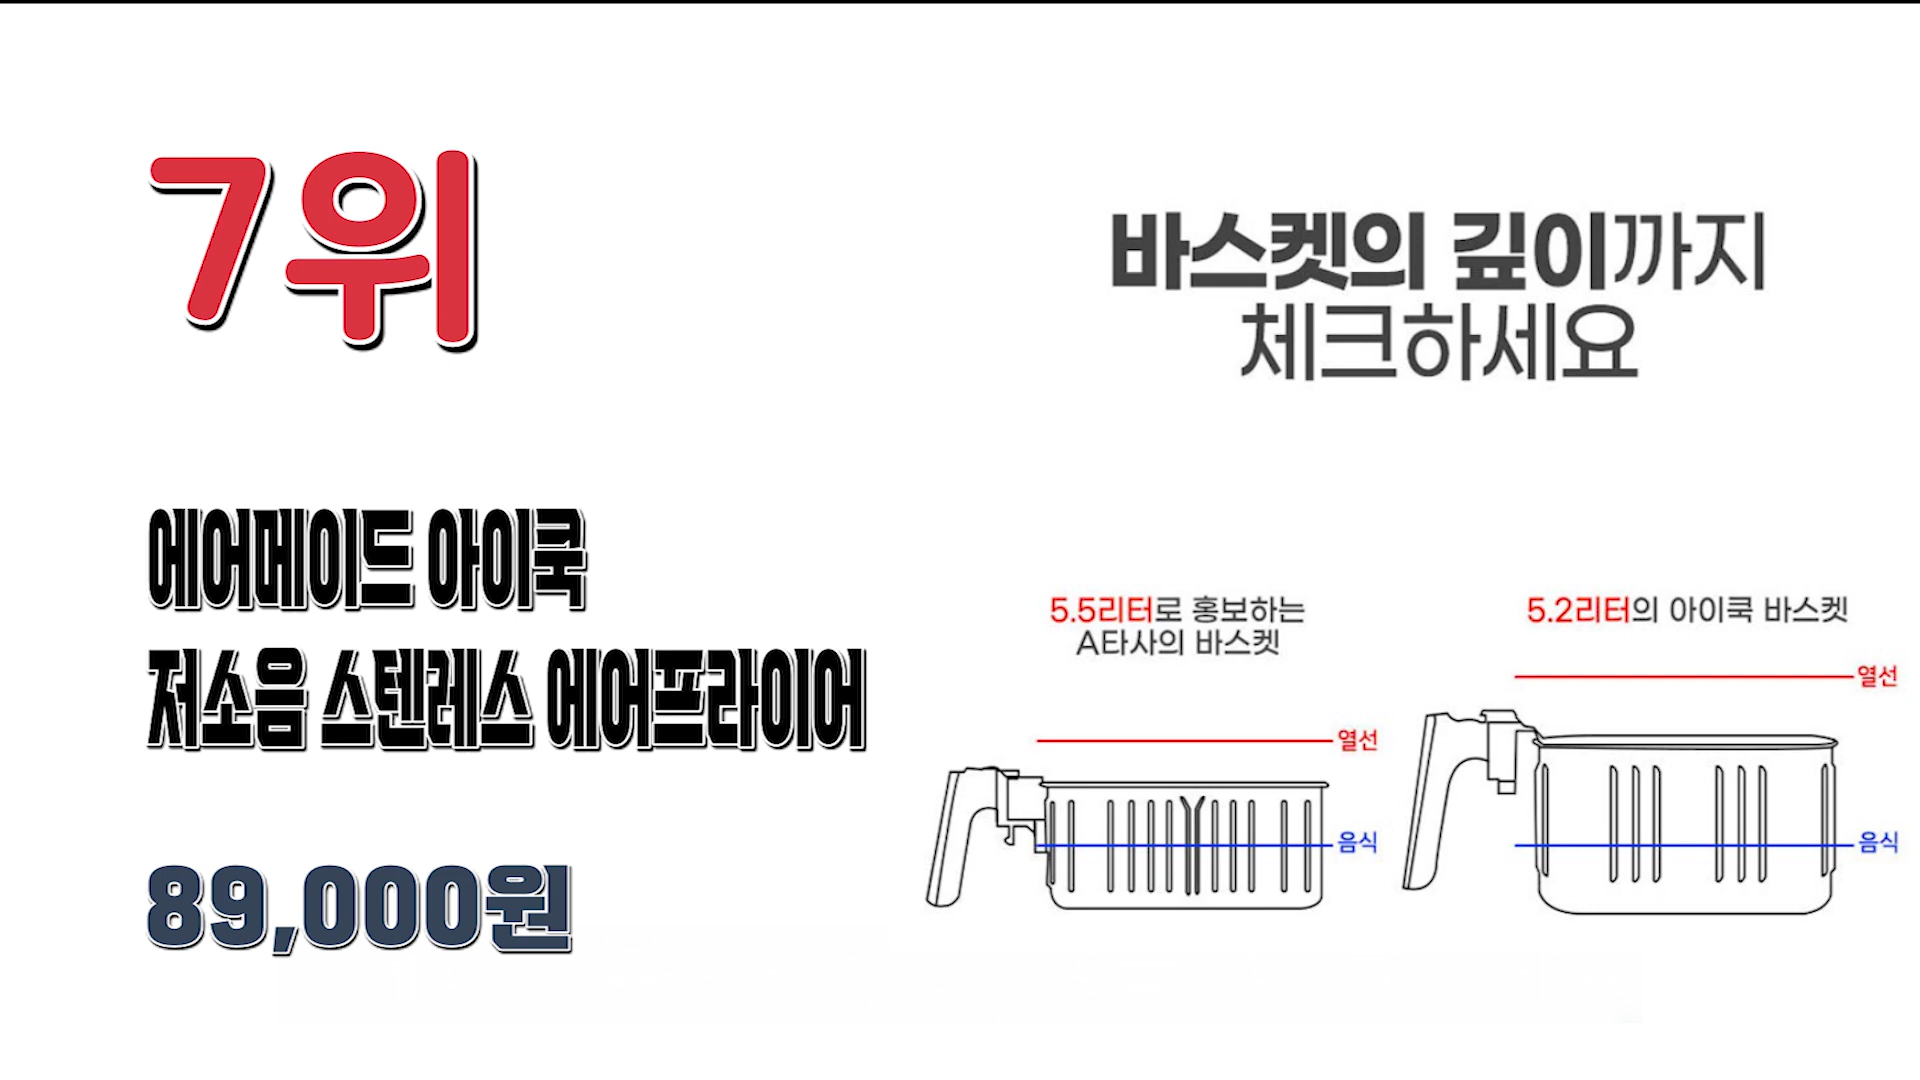 7위
에어메이드 아이쿡
저소음 스텐레스 에어프라이어
89,000원
바스켓의 깊이까지
체크하세요
5.5리터로 홍보하는
A타사의 바스켓
열선
음식
5.2리터의 아이쿡 바스켓
열선
음식